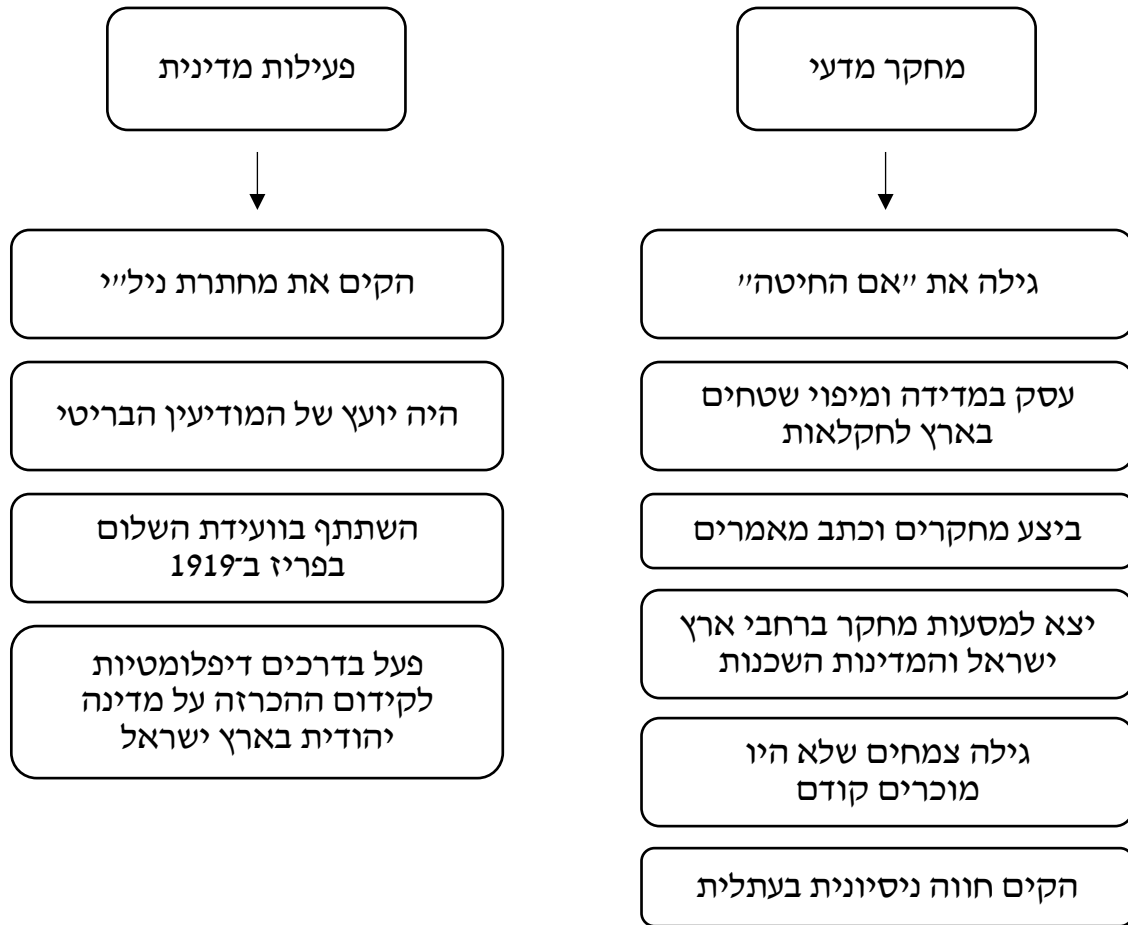 מחקר מדעי
גילה את ״אם החיטה״
עסק במדידה ומיפוי שטחים
בארץ לחקלאות
ביצע מחקרים וכתב מאמרים
יצא למסעות מחקר ברחבי ארץ
ישראל והמדינות השכנות
גילה צמחים שלא היו
מוכרים קודם
הקים חווה ניסיונית בעתלית
פעילות מדינית
הקים את מחתרת ניל״י
היה יועץ של המודיעין הבריטי
השתתף בוועידת השלום
בפריז ב־1919
פעל בדרכים דיפלומטיות
לקידום ההכרזה על מדינה
יהודית בארץ ישראל